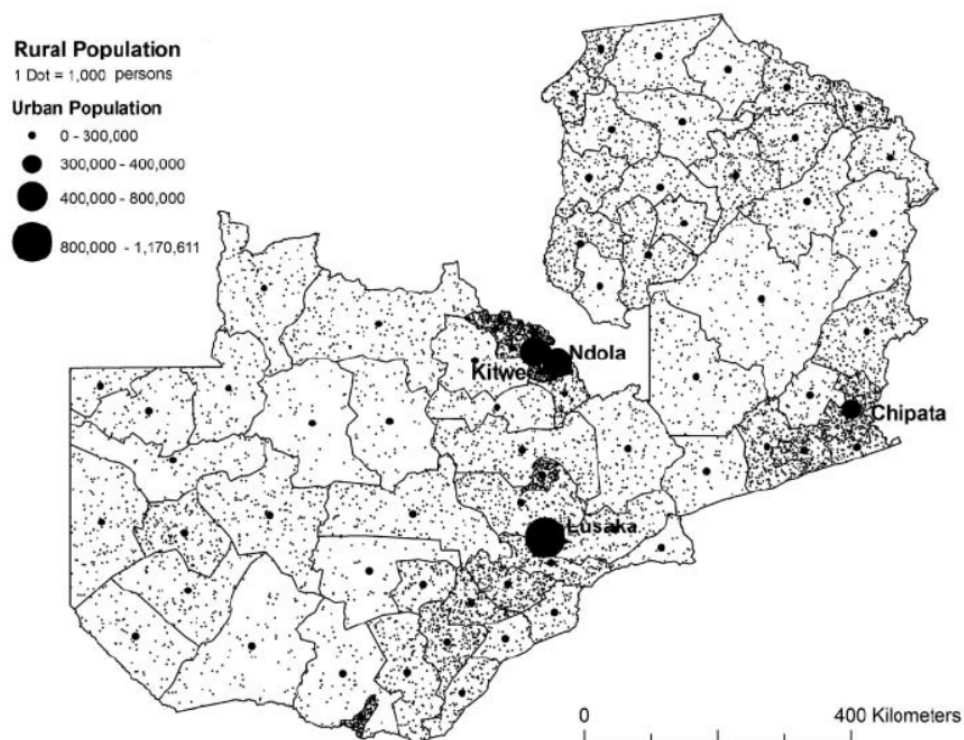 Rural Population
1 Dot = 1,000 persons
Urban Population
0 - 300,000
300,000 - 400,000
400,000 - 800,000
800,000 - 1,170,611
Ndola
Kitwe
Chipata
Lusaka
0
400 Kilometers